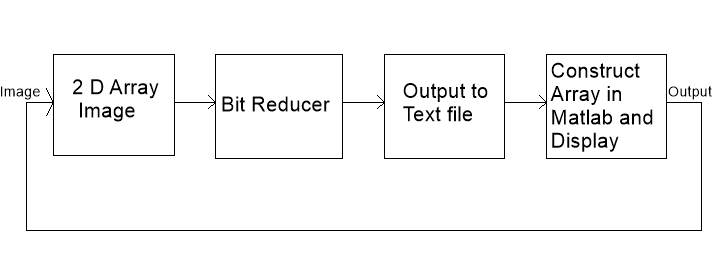 Image
2 D Array
Image
Bit Reducer
Output to
Text file
Construct
Array in
Matlab and
Display
Output